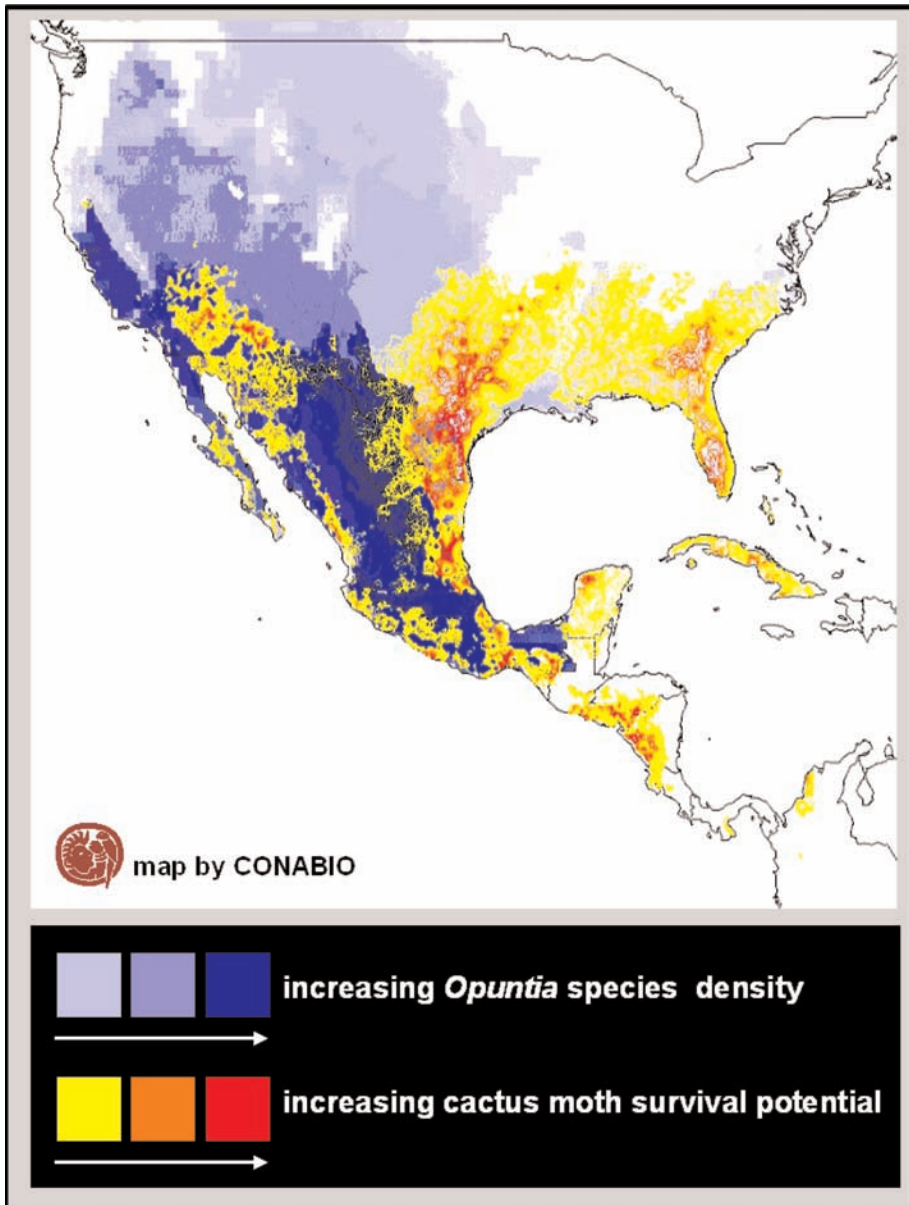 map by CONABIO
increasing Opuntia species density
increasing cactus moth survival potential